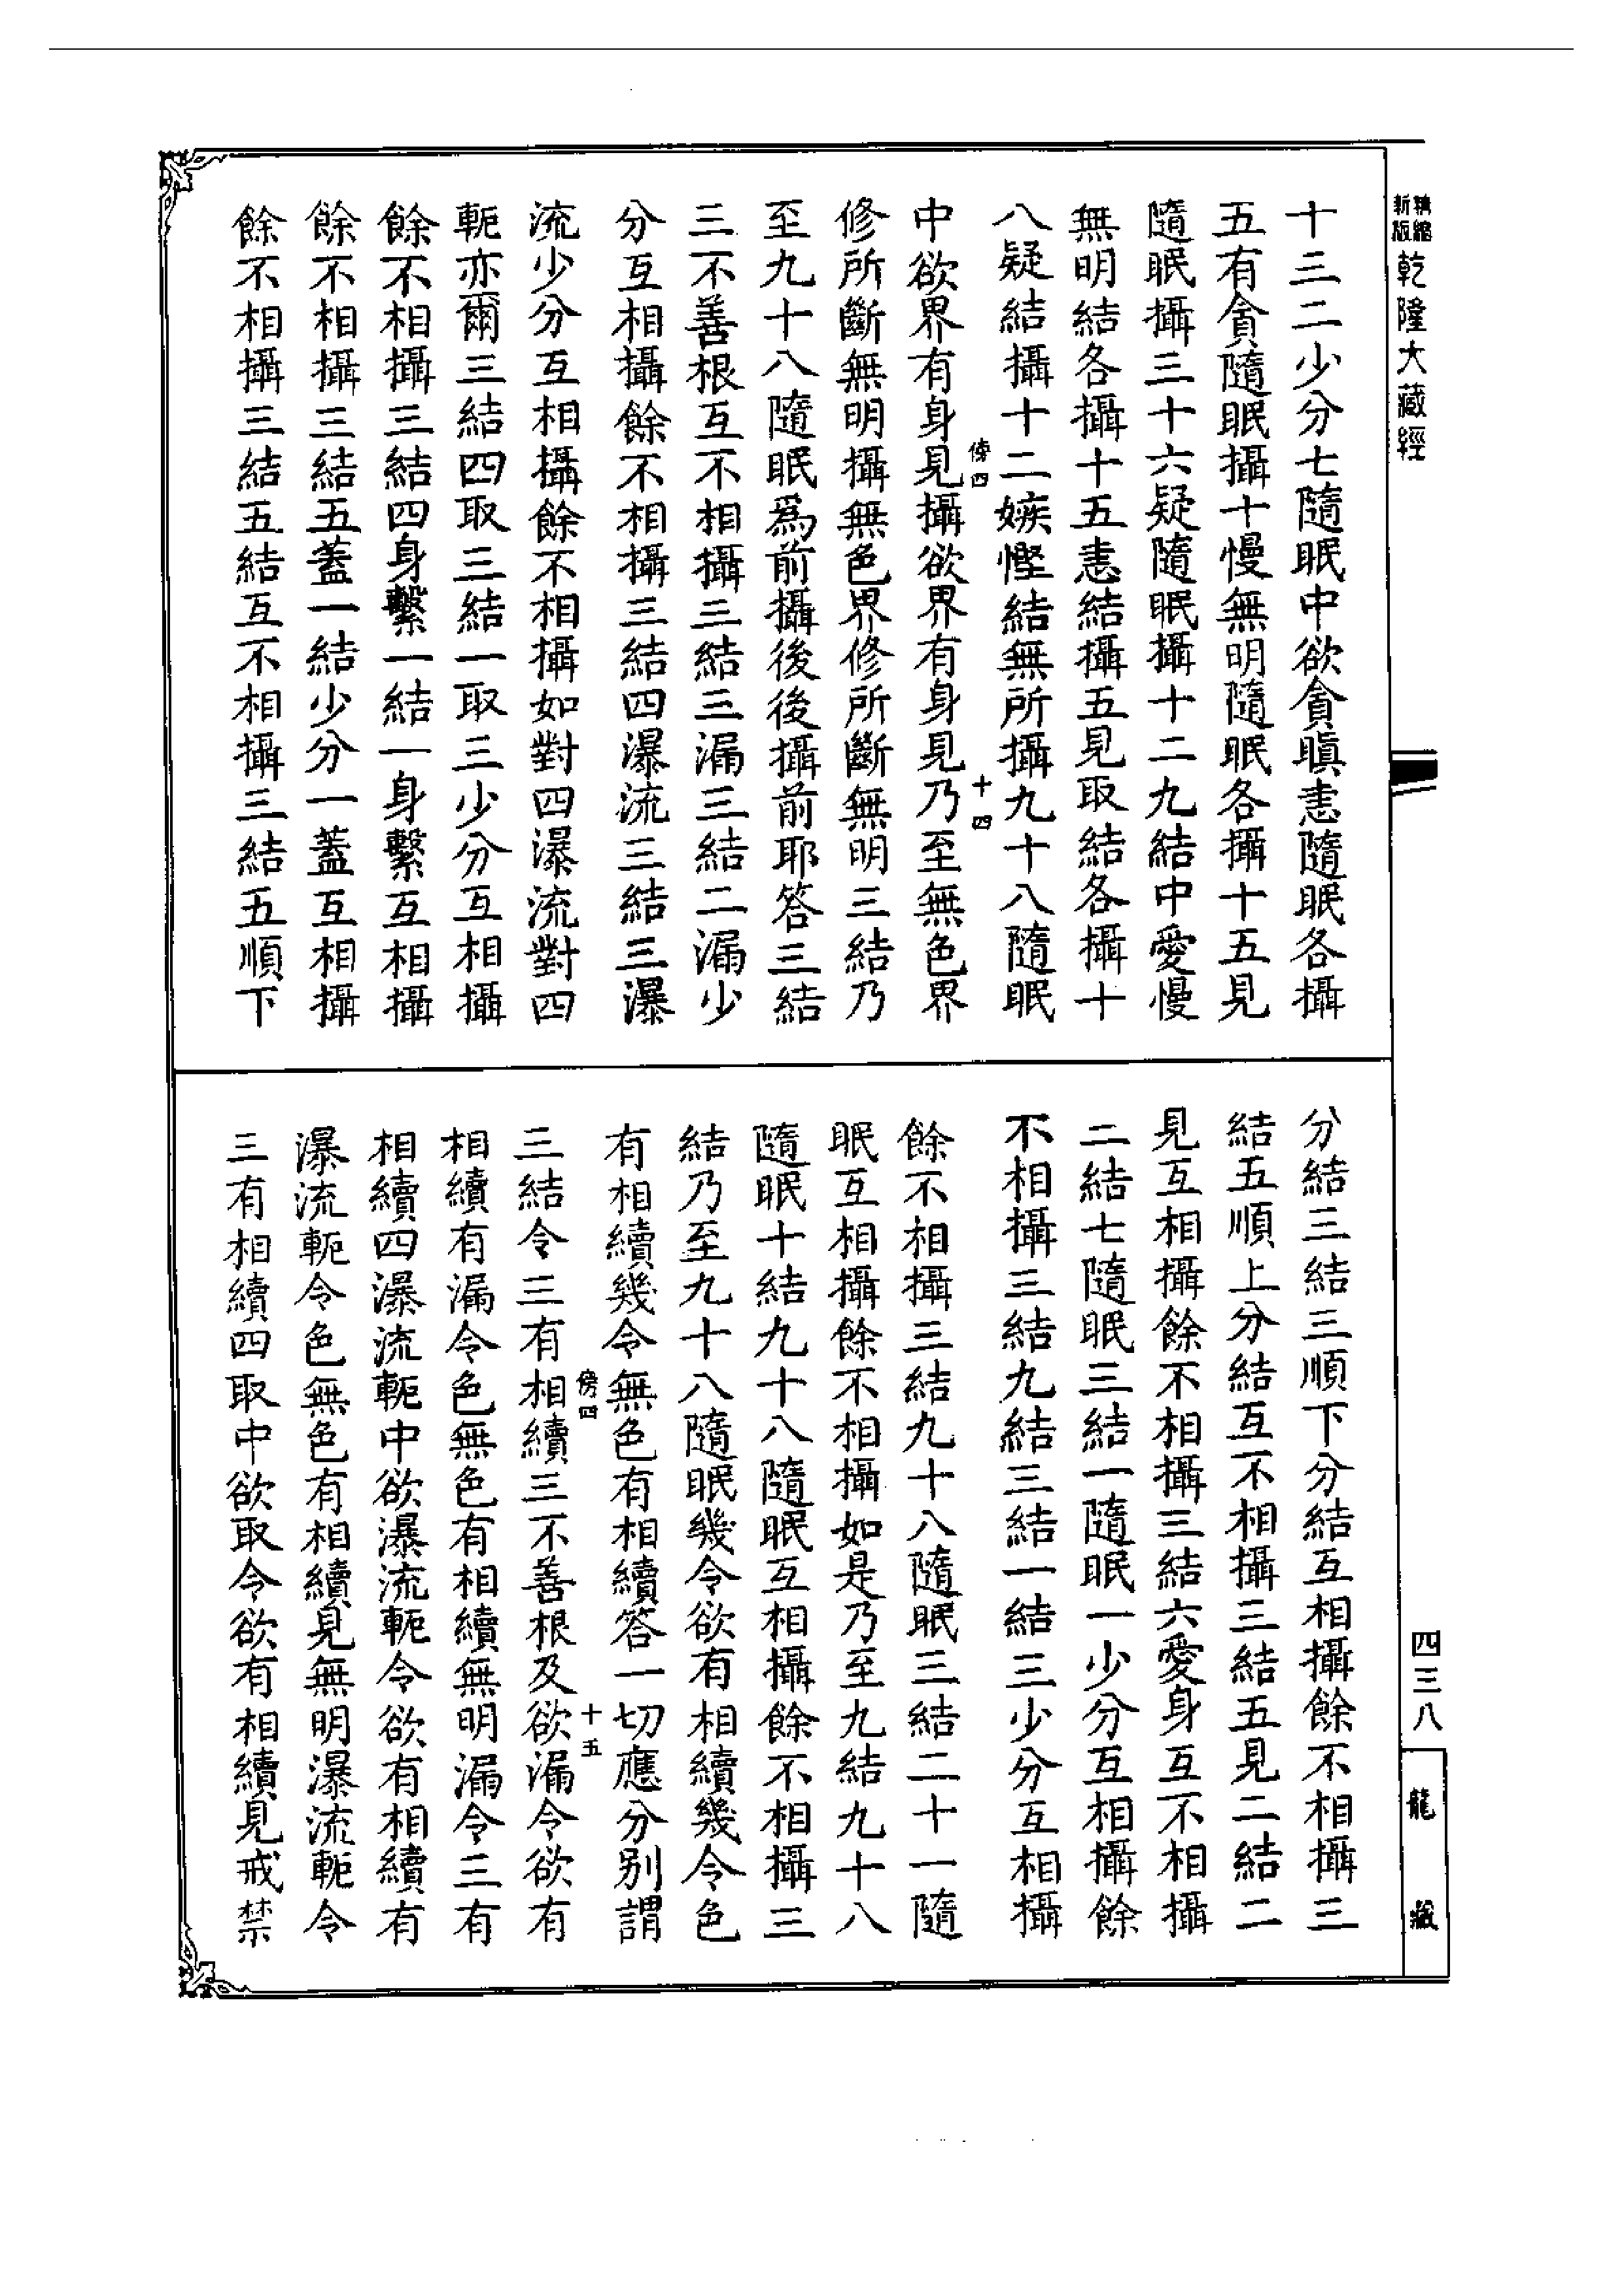 精縮新版乾隆大藏經
十三二少分七隨眠中欲貪瞋恚隨眠各攝
五有貪隨眠攝十慢無明隨眠各攝十五見
隨眠攝三十六疑隨眠攝十二九結中愛慢
無明結各攝十五恚結攝五見取結各攝十
八疑結攝十二嫉慳結無所攝九十八隨眠
中欲界有身見攝欲界有身見乃至無色界
傍四 十四
修所斷無明攝無色界修所斷無明三結乃
至九十八隨眠爲前攝後後攝前耶答三結
三不善根互不相攝三結三漏三結二漏少
分互相攝餘不相攝三結四瀑流三結三瀑
流少分互相攝餘不相攝如對四瀑流對四
軛亦爾三結四取三結一取三少分互相攝
餘不相攝三結四身繫一結一身繫互相攝
餘不相攝三結五蓋一結少分一蓋互相攝
餘不相攝三結五結互不相攝三結五順下
分結三結三順下分結互相攝餘不相攝三
結五順上分結互不相攝三結五見二結二
見互相攝餘不相攝三結六愛身互不相攝
二結七隨眠三結一隨眠一少分互相攝餘
不相攝三結九結三結一結三少分互相攝
餘不相攝三結九十八隨眠三結二十一隨
眠互相攝餘不相攝如是乃至九結九十八
隨眠十結九十八隨眠互相攝餘不相攝三
結乃至九十八隨眠幾令欲有相續幾令色
有相續幾令無色有相續答一切應分別謂
傍四 十五
三結令三有相續三不善根及欲漏令欲有
相續有漏令色無色有相續無明漏令三有
相續四瀑流軛中欲瀑流軛令欲有相續有
瀑流軛令色無色有相續見無明瀑流軛令
三有相續四取中欲取令欲有相續見戒禁
四三八
龍藏